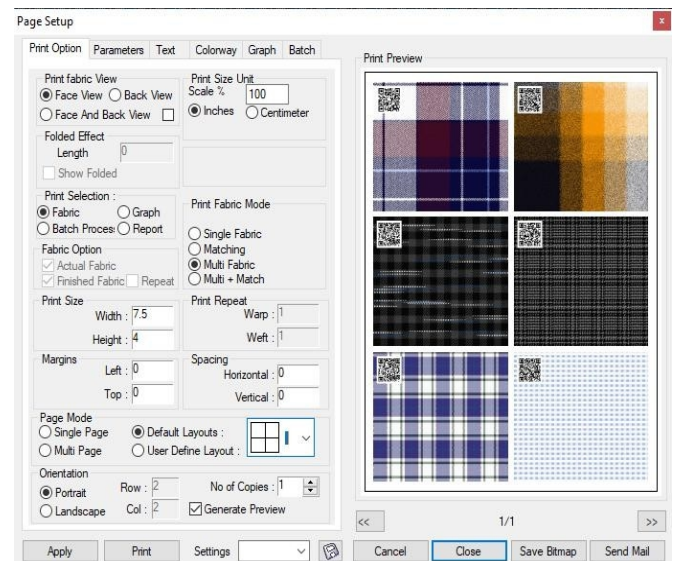 Page Setup x
Print Option Parameters Text Colorway Graph Batch
Print fabric View
Face View Back View
Face And Back View
Print Size Unit
Scale % 100
Inches Centimeter
Folded Effect
Length 0
Show Folded
Print Selection :
Fabric Graph
Batch Proces Report
Print Fabric Mode
Single Fabric
Matching
Multi Fabric
Multi + Match
Fabric Option
Actual Fabric
Finished Fabric Repeat
Print Size
Width : 7.5
Height : 4
Print Repeat
Warp : 1
Weft : 1
Margins
Left : 0
Top : 0
Spacing
Horizontal : 0
Vertical : 0
Page Mode
Single Page Default Layouts :
Multi Page User Define Layout :
Orientation
Portrait Row : 2 No of Copies : 1
Landscape Col : 2 Generate Preview
Print Preview
<< 1/1 >>
Apply Print Settings Cancel Close Save Bitmap Send Mail